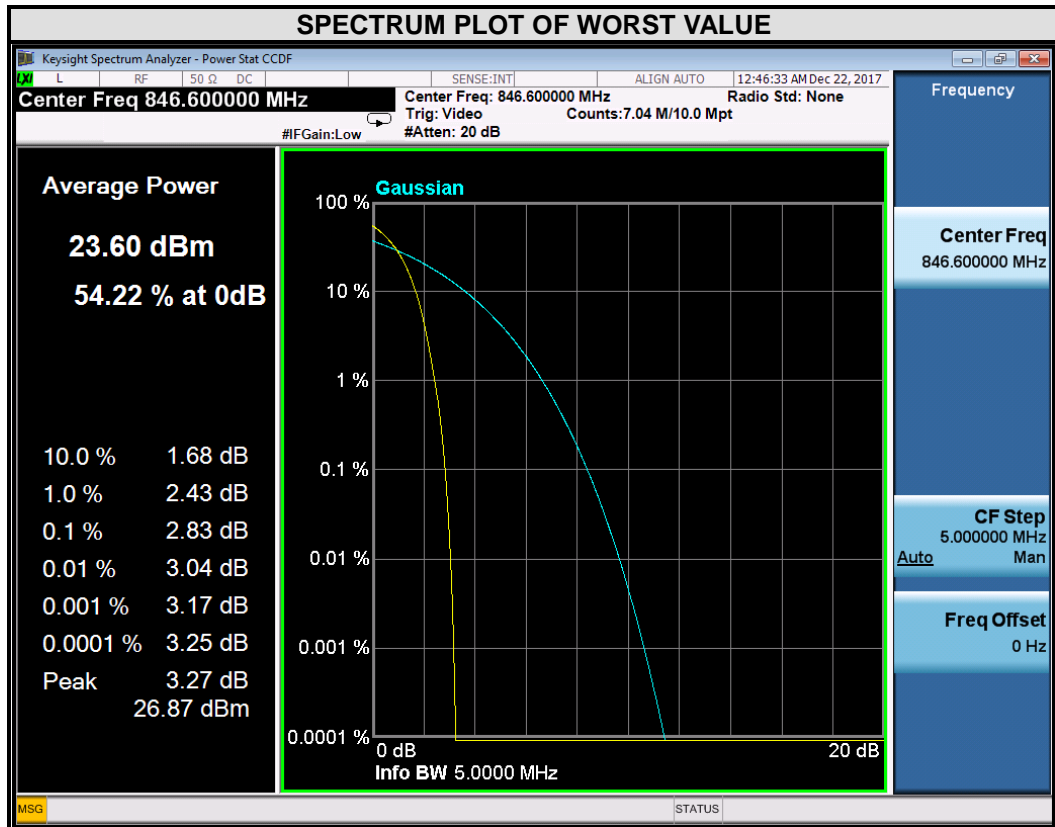 SPECTRUM PLOT OF WORST VALUE
Keysight Spectrum Analyzer - Power Stat CCDF
LXI L RF 50 Ω DC SENSE:INT ALIGN AUTO 12:46:33 AM Dec 22, 2017
Center Freq 846.600000 MHz
Center Freq: 846.600000 MHz Radio Std: None
Trig: Video Counts:7.04 M/10.0 Mpt
#IFGain:Low #Atten: 20 dB
Frequency
Average Power
23.60 dBm
54.22 % at 0dB
10.0 % 1.68 dB
1.0 % 2.43 dB
0.1 % 2.83 dB
0.01 % 3.04 dB
0.001 % 3.17 dB
0.0001 % 3.25 dB
Peak 3.27 dB
26.87 dBm
Gaussian
100 %
10 %
1 %
0.1 %
0.01 %
0.001 %
0.0001 %
0 dB 20 dB
Info BW 5.0000 MHz
Center Freq
846.600000 MHz
CF Step
5.000000 MHz
Auto Man
Freq Offset
0 Hz
MSG STATUS